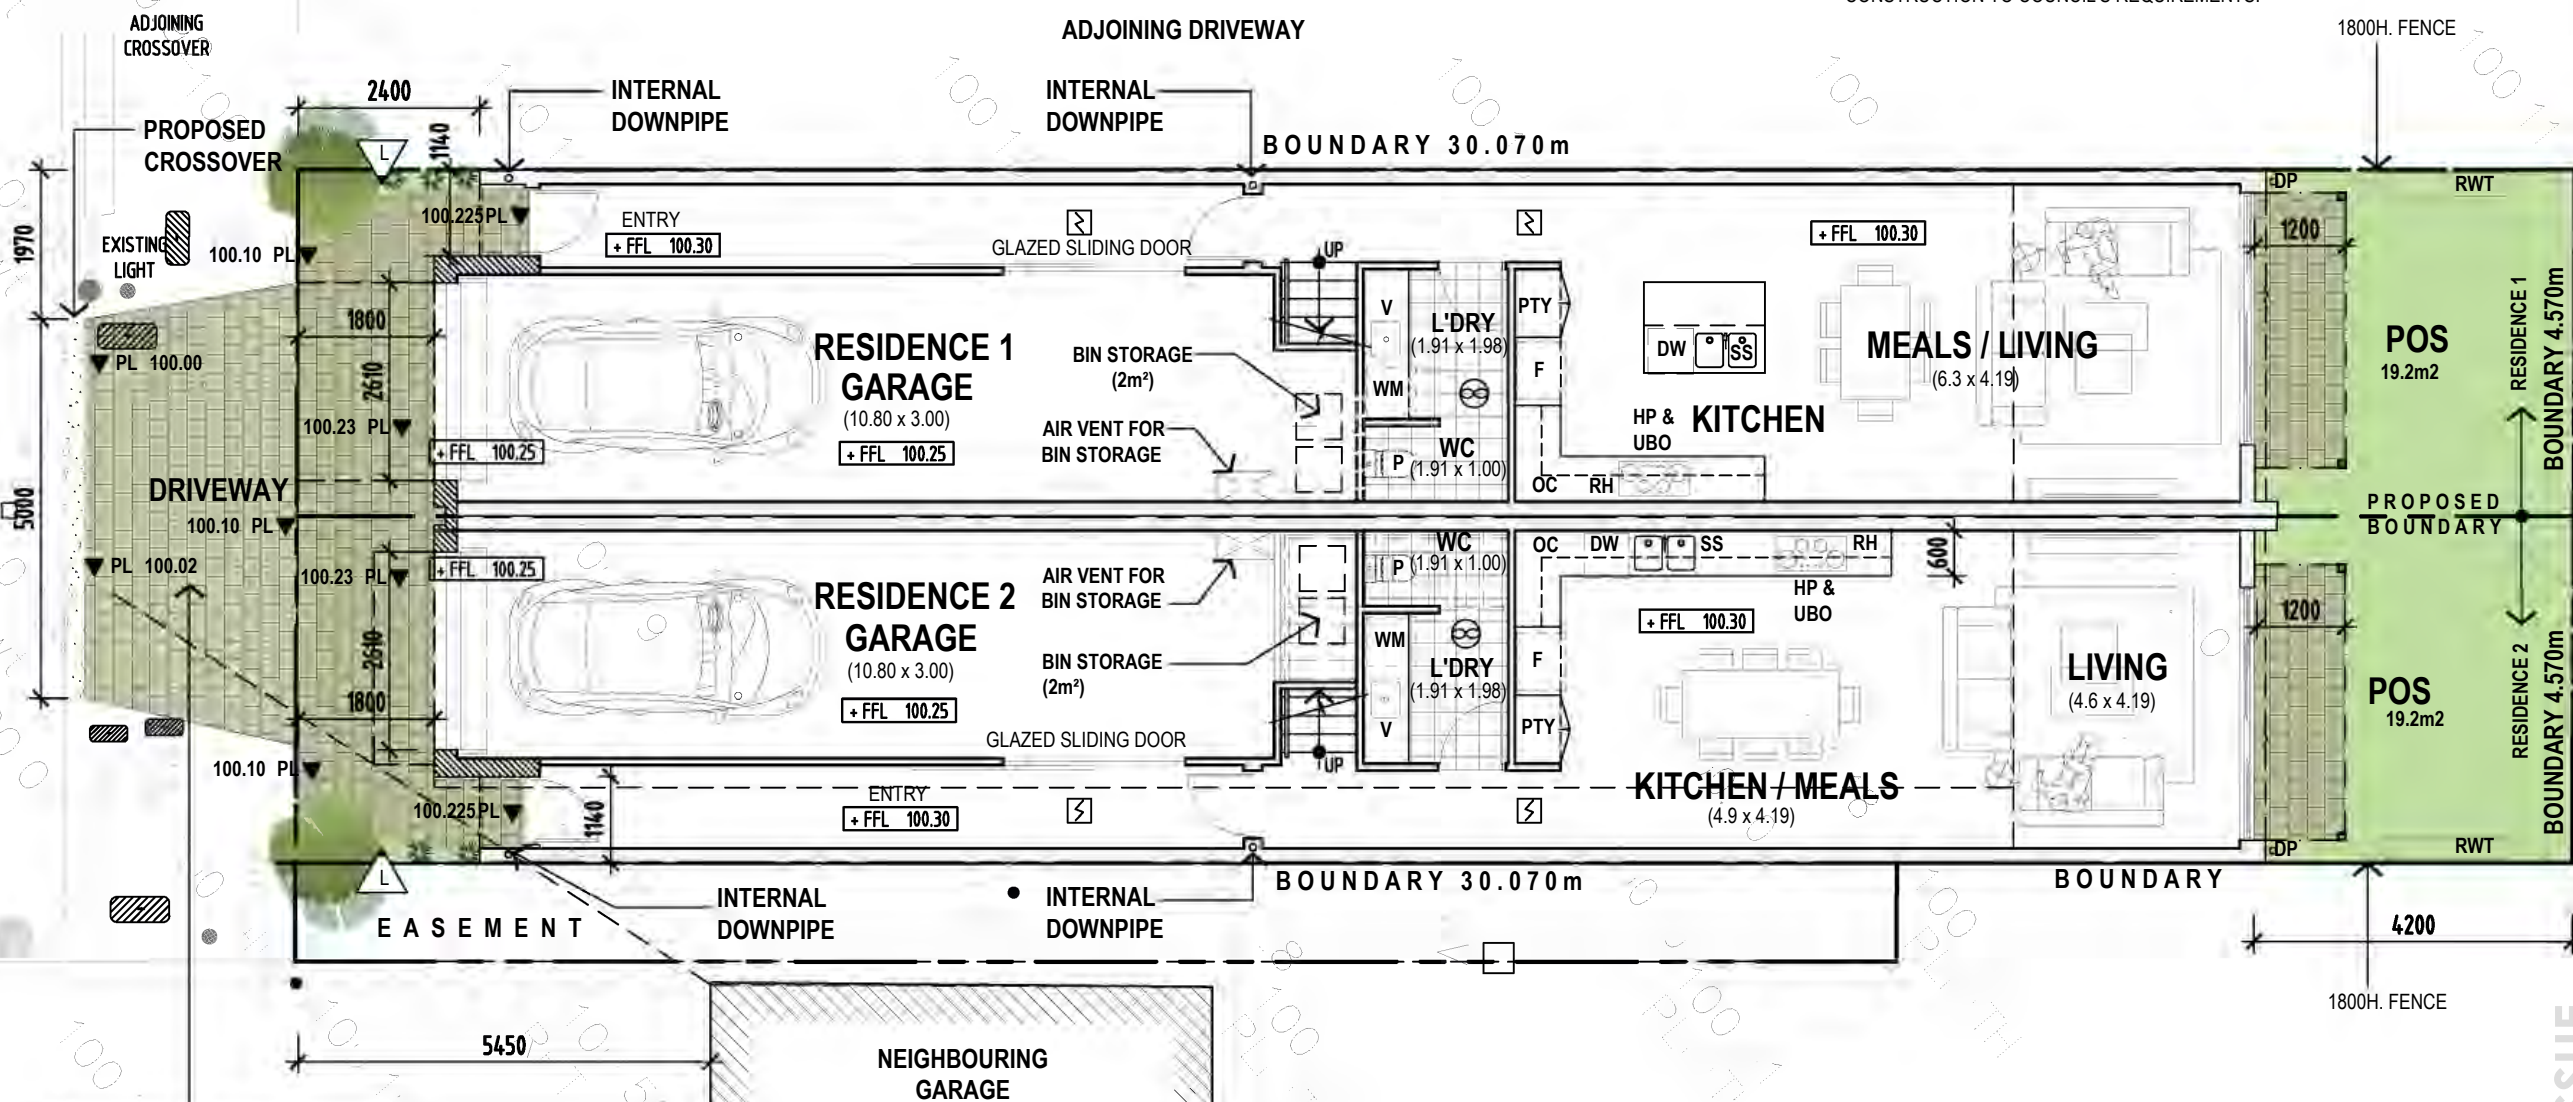 CONSTRUCTION TO COUNCIL'S REQUIREMENTS.
ADJOINING
CROSSOVER
ADJOINING DRIVEWAY
1800H. FENCE
2400
INTERNAL
DOWNPIPE
INTERNAL
DOWNPIPE
PROPOSED
CROSSOVER
L
1140
BOUNDARY 30.070m
DP
RWT
1970
EXISTING
LIGHT
100.10 PL
100.225PL
ENTRY
+ FFL 100.30
GLAZED SLIDING DOOR
UP
+ FFL 100.30
1200
1800
2610
PL 100.00
RESIDENCE 1
GARAGE
(10.80 x 3.00)
+ FFL 100.25
BIN STORAGE
(2m²)
AIR VENT FOR
BIN STORAGE
V
WM
L'DRY
(1.91 x 1.98)
WC
(1.91 x 1.00)
P
PTY
F
OC
RH
HP &
UBO
DW
SS
KITCHEN
MEALS / LIVING
(6.3 x 4.19)
POS
19.2m2
RESIDENCE 1
BOUNDARY 4.570m
100.23 PL
+ FFL 100.25
5000
DRIVEWAY
100.10 PL
PROPOSED
BOUNDARY
PL 100.02
100.23 PL
+ FFL 100.25
2610
1800
RESIDENCE 2
GARAGE
(10.80 x 3.00)
+ FFL 100.25
AIR VENT FOR
BIN STORAGE
BIN STORAGE
(2m²)
GLAZED SLIDING DOOR
WC
(1.91 x 1.00)
P
WM
L'DRY
(1.91 x 1.98)
V
UP
OC
DW
SS
RH
HP &
UBO
600
F
PTY
+ FFL 100.30
KITCHEN / MEALS
(4.9 x 4.19)
LIVING
(4.6 x 4.19)
1200
POS
19.2m2
RESIDENCE 2
BOUNDARY 4.570m
100.10 PL
100.225PL
1140
ENTRY
+ FFL 100.30
DP
RWT
L
EASEMENT
INTERNAL
DOWNPIPE
INTERNAL
DOWNPIPE
BOUNDARY 30.070m
BOUNDARY
4200
1800H. FENCE
5450
NEIGHBOURING
GARAGE